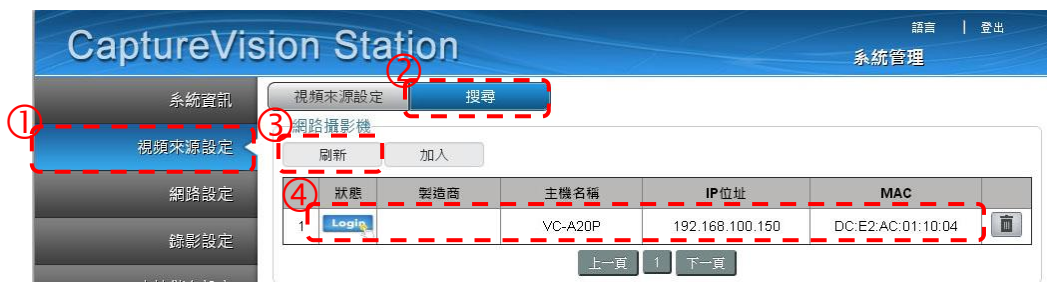 語言 | 登出
CaptureVision Station
系統管理
②
系統資訊
視頻來源設定 搜尋
① ③
網路攝影機
視頻來源設定
刷新 加入
④
狀態 製造商 主機名稱 IP位址 MAC
網路設定
1 Login VC-A20P 192.168.100.150 DC:E2:AC:01:10:04
錄影設定
上一頁 1 下一頁